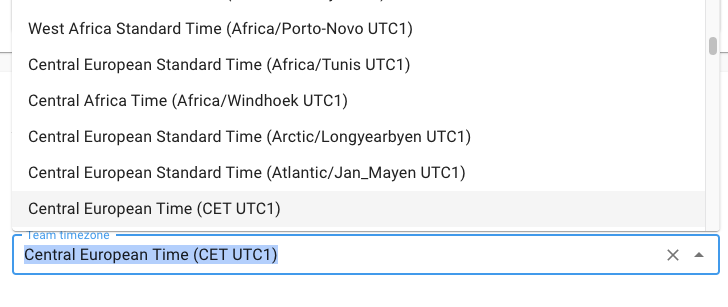 West Africa Standard Time (Africa/Porto-Novo UTC1)
Central European Standard Time (Africa/Tunis UTC1)
Central Africa Time (Africa/Windhoek UTC1)
Central European Standard Time (Arctic/Longyearbyen UTC1)
Central European Standard Time (Atlantic/Jan_Mayen UTC1)
Central European Time (CET UTC1)
Team timezone
Central European Time (CET UTC1)